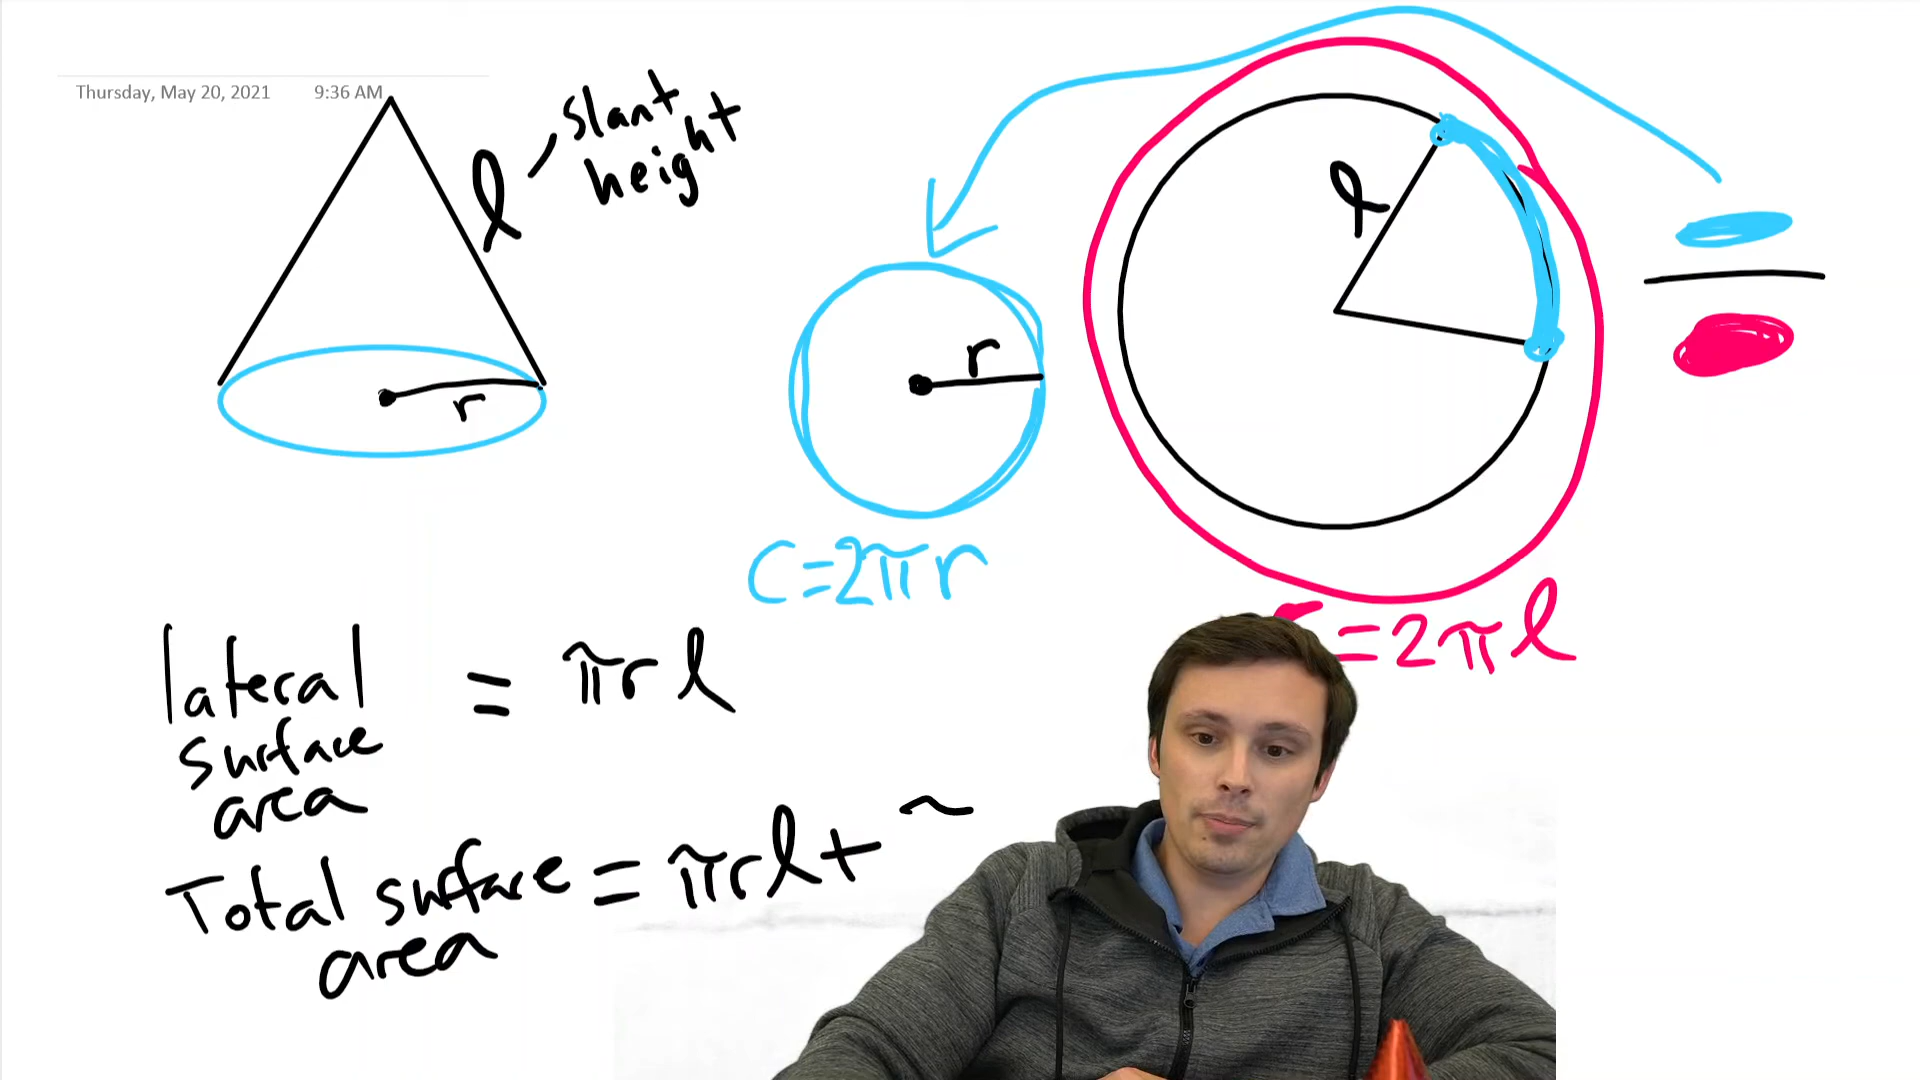 Thursday, May 20, 2021 9:36 AM
l
slant
height
r
r
l
C=2πr
=2πl
lateral
surface
area
= πrl
Total surface
area
= πrl+